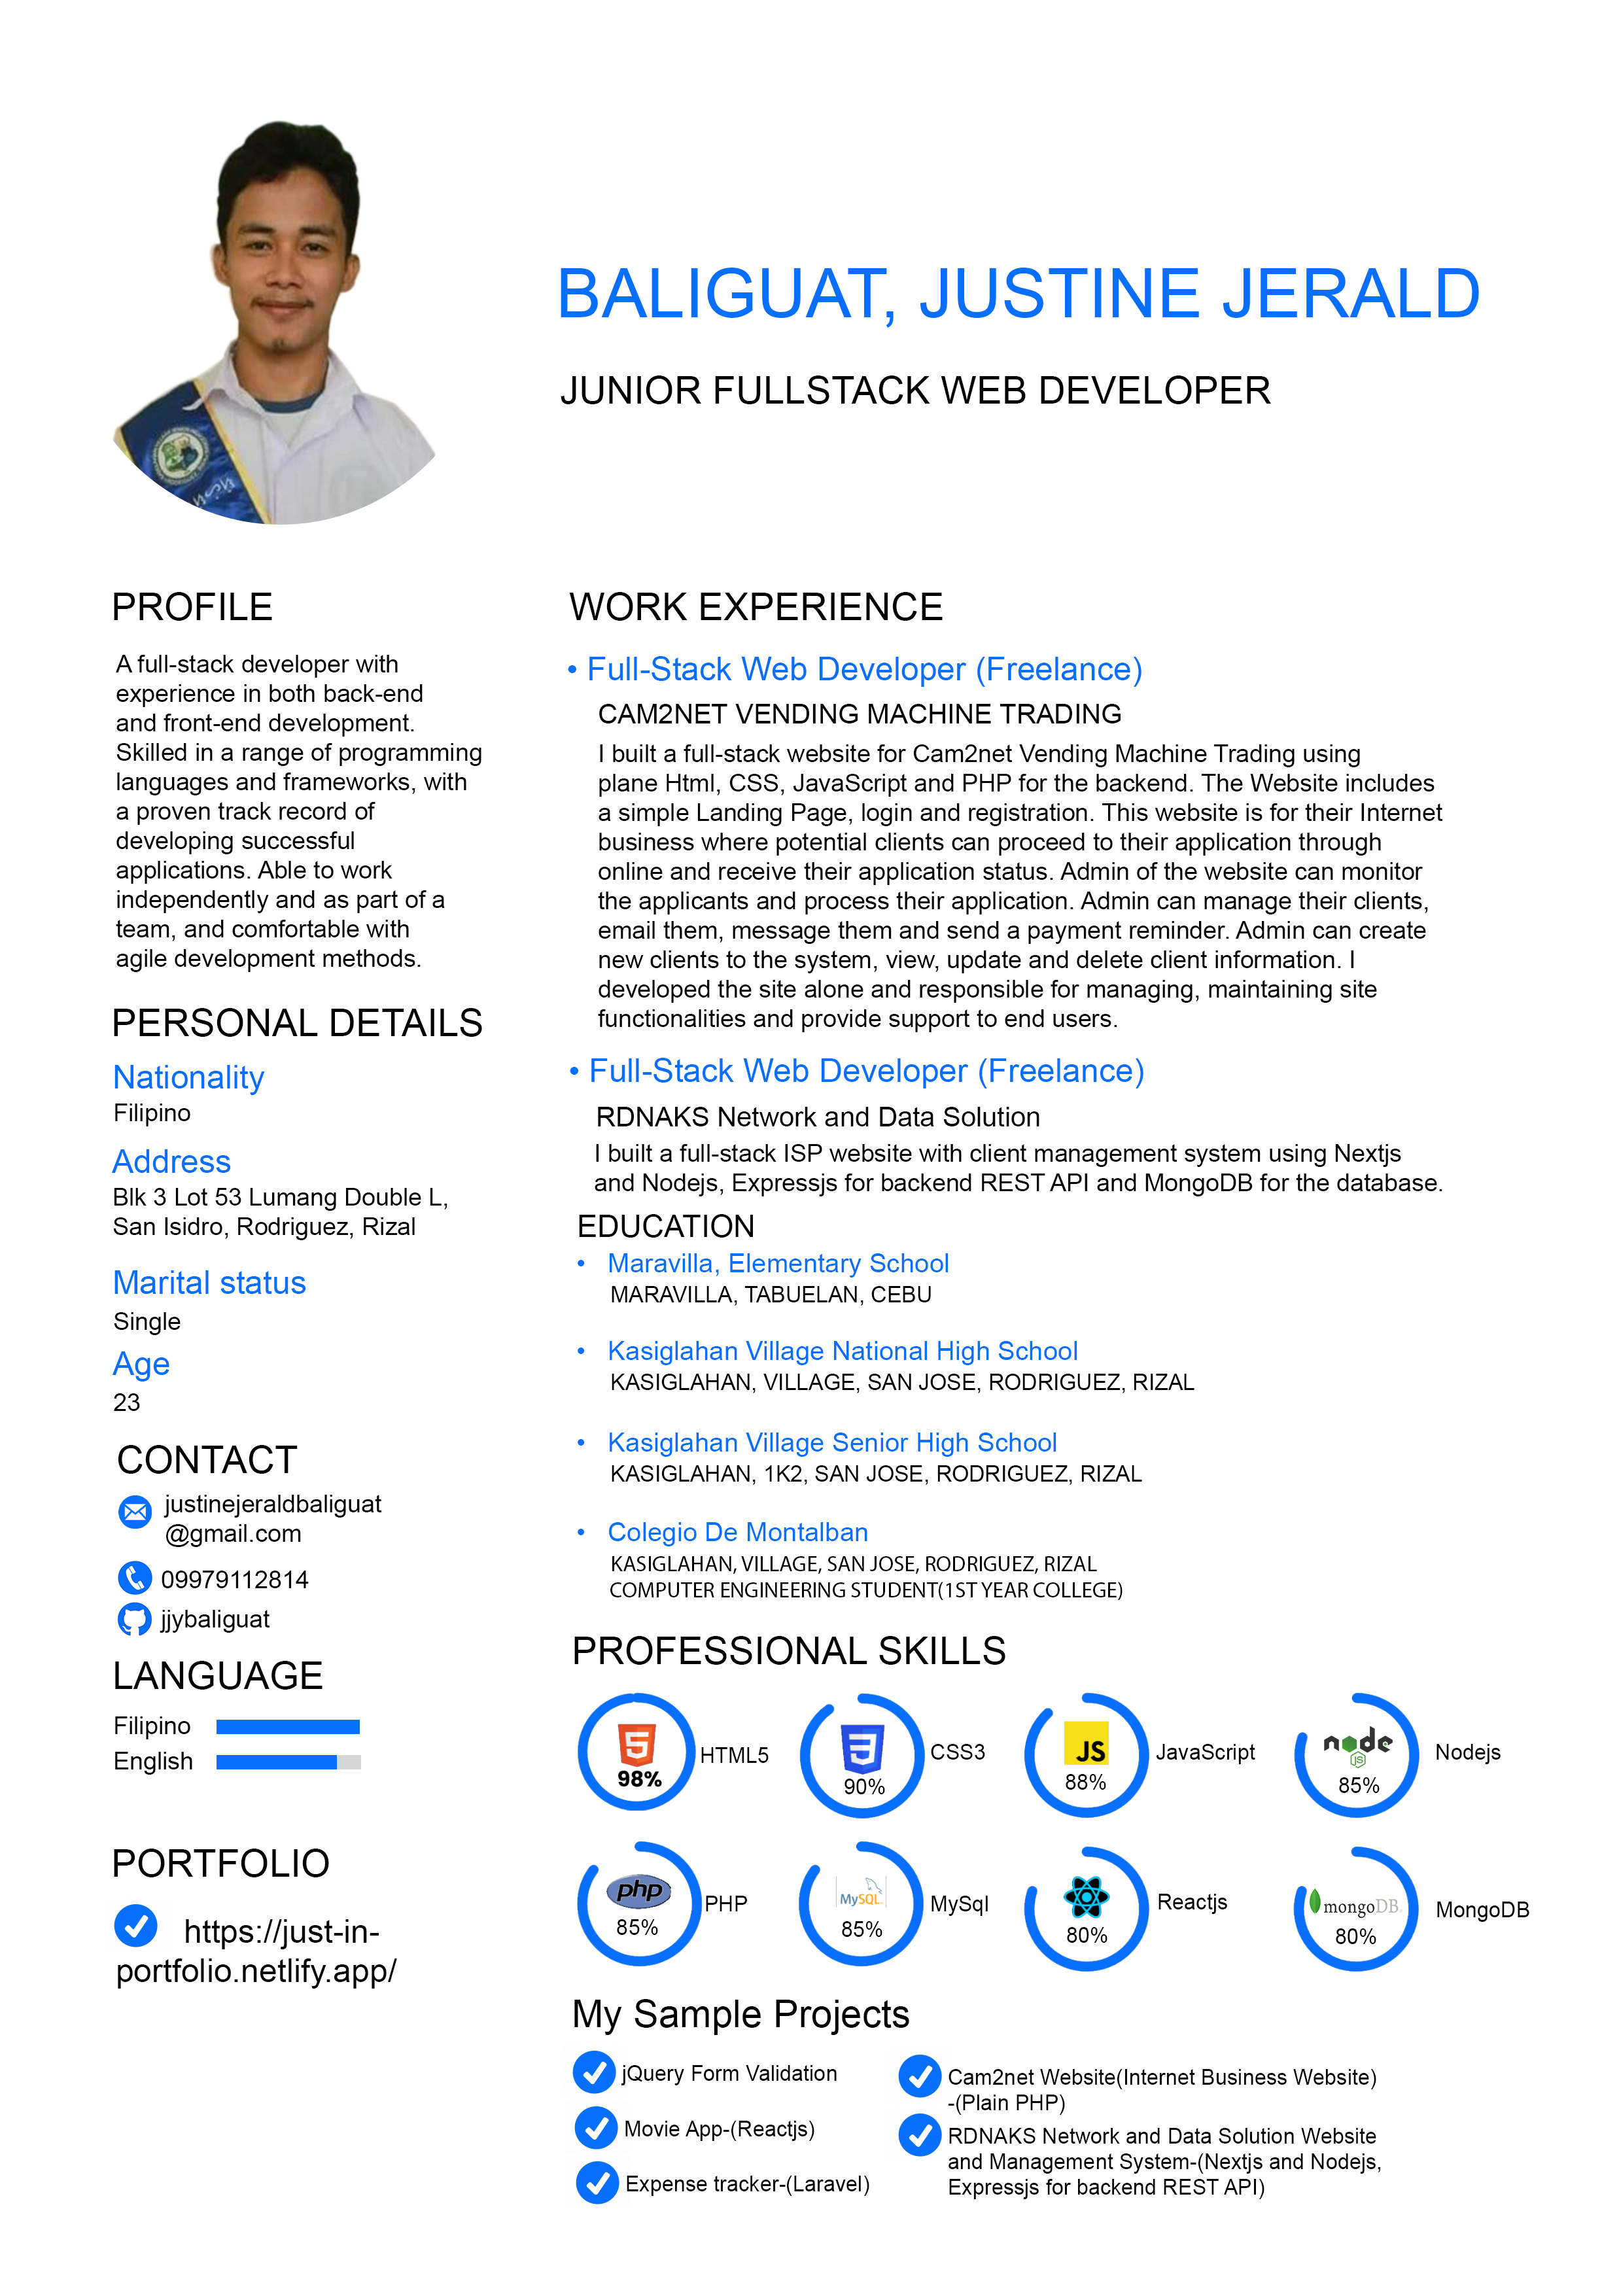 BALIGUAT, JUSTINE JERALD
JUNIOR FULLSTACK WEB DEVELOPER
PROFILE
A full-stack developer with
experience in both back-end
and front-end development.
Skilled in a range of programming
languages and frameworks, with
a proven track record of
developing successful
applications. Able to work
independently and as part of a
team, and comfortable with
agile development methods.
PERSONAL DETAILS
Nationality
Filipino
Address
Blk 3 Lot 53 Lumang Double L,
San Isidro, Rodriguez, Rizal
Marital status
Single
Age
23
CONTACT
justinejeraldbaliguat
@gmail.com
09979112814
jjybaliguat
LANGUAGE
Filipino
English
PORTFOLIO
https://just-in-
portfolio.netlify.app/
WORK EXPERIENCE
• Full-Stack Web Developer (Freelance)
CAM2NET VENDING MACHINE TRADING
I built a full-stack website for Cam2net Vending Machine Trading using
plane Html, CSS, JavaScript and PHP for the backend. The Website includes
a simple Landing Page, login and registration. This website is for their Internet
business where potential clients can proceed to their application through
online and receive their application status. Admin of the website can monitor
the applicants and process their application. Admin can manage their clients,
email them, message them and send a payment reminder. Admin can create
new clients to the system, view, update and delete client information. I
developed the site alone and responsible for managing, maintaining site
functionalities and provide support to end users.
• Full-Stack Web Developer (Freelance)
RDNAKS Network and Data Solution
I built a full-stack ISP website with client management system using Nextjs
and Nodejs, Expressjs for backend REST API and MongoDB for the database.
EDUCATION
• Maravilla, Elementary School
MARAVILLA, TABUELAN, CEBU
• Kasiglahan Village National High School
KASIGLAHAN, VILLAGE, SAN JOSE, RODRIGUEZ, RIZAL
• Kasiglahan Village Senior High School
KASIGLAHAN, 1K2, SAN JOSE, RODRIGUEZ, RIZAL
• Colegio De Montalban
KASIGLAHAN, VILLAGE, SAN JOSE, RODRIGUEZ, RIZAL
COMPUTER ENGINEERING STUDENT(1ST YEAR COLLEGE)
PROFESSIONAL SKILLS
5
98%
HTML5
3
90%
CSS3
JS
88%
JavaScript
node
JS
85%
Nodejs
php
85%
PHP
MySQL
85%
MySql
80%
Reactjs
mongoDB
80%
MongoDB
My Sample Projects
jQuery Form Validation
Movie App-(Reactjs)
Expense tracker-(Laravel)
Cam2net Website(Internet Business Website)
-(Plain PHP)
RDNAKS Network and Data Solution Website
and Management System-(Nextjs and Nodejs,
Expressjs for backend REST API)